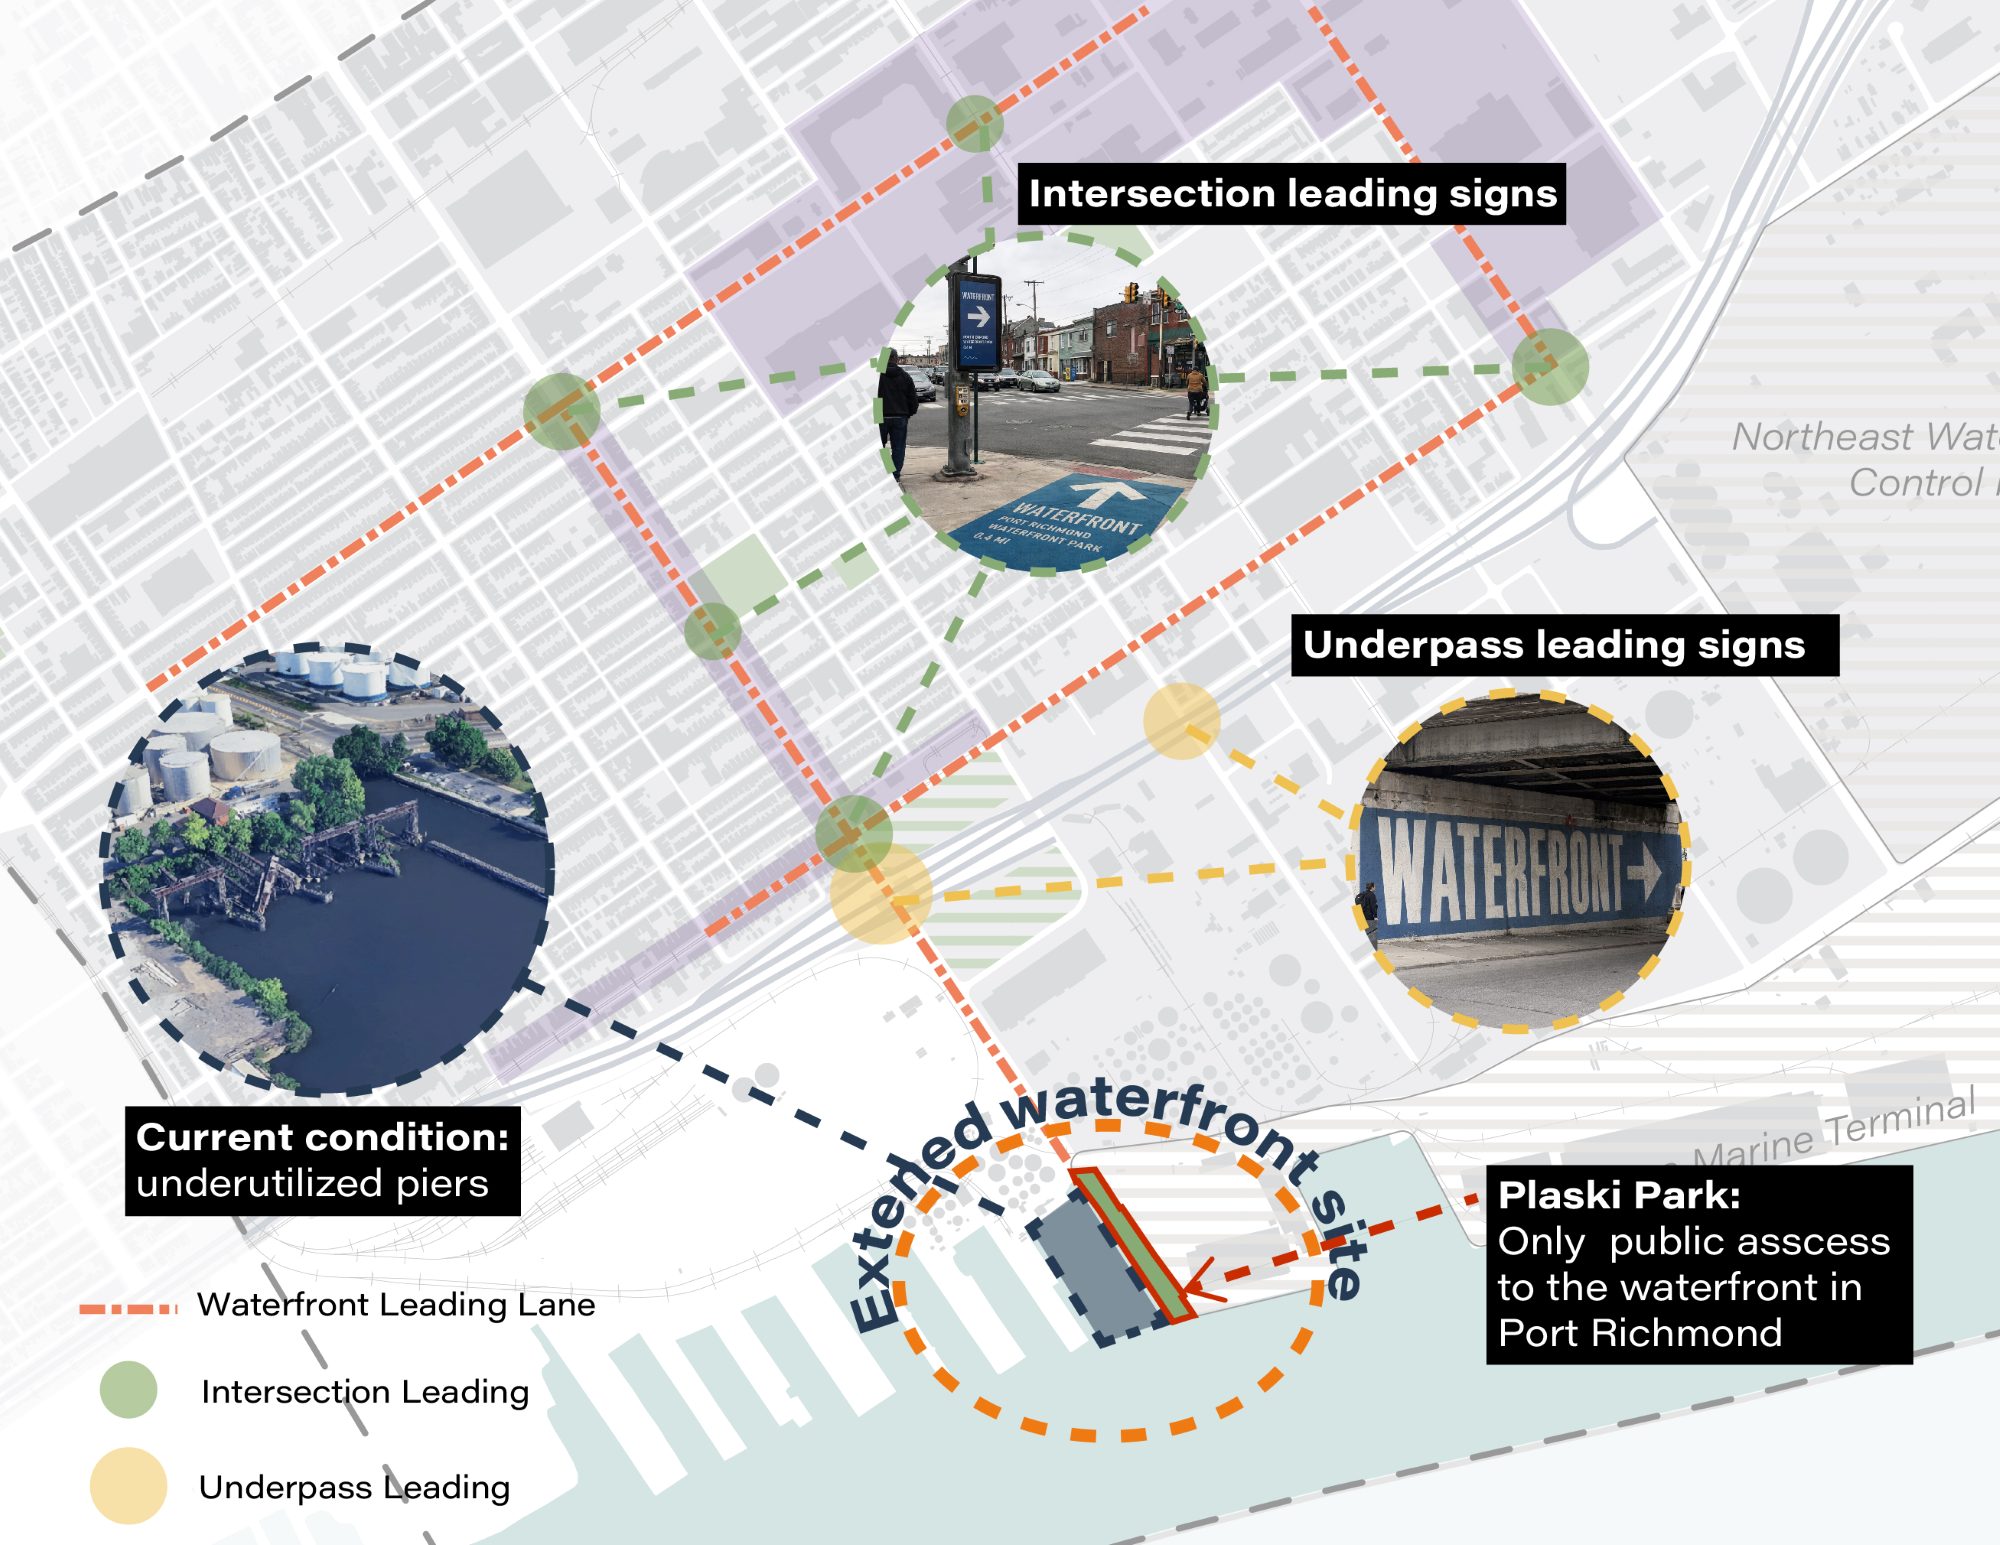 Intersection leading signs
WATERFRONT
WATERFRONT
PORT RICHMOND
WATERFRONT PARK
0.4 MI
Northeast Wat
Control
Underpass leading signs
WATERFRONT
Current condition:
underutilized piers
Extened waterfront site
Marine Terminal
Plaski Park:
Only public asscess
to the waterfront in
Port Richmond
Waterfront Leading Lane
Intersection Leading
Underpass Leading